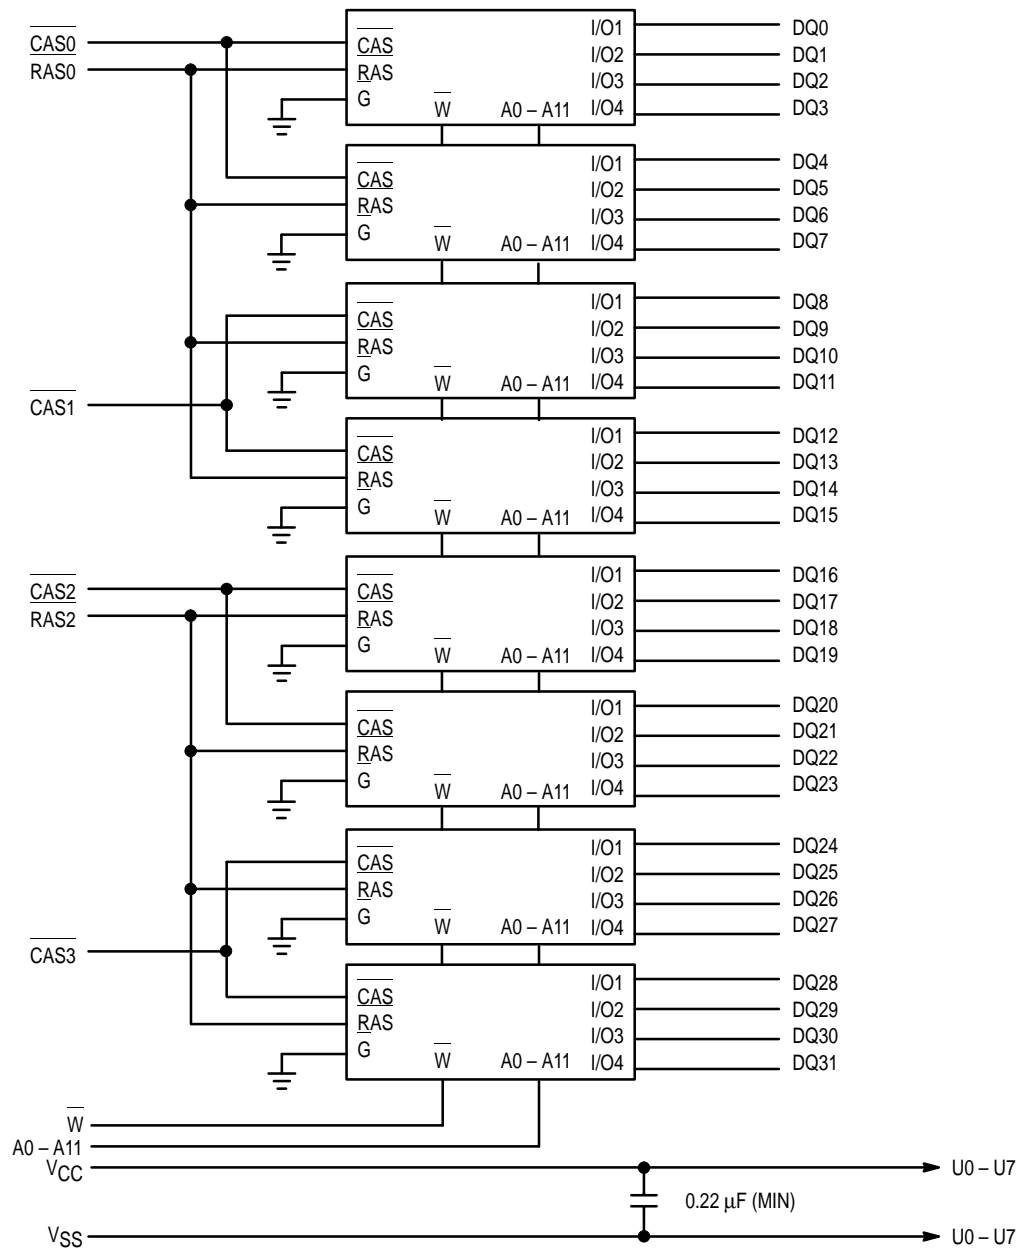 CAS0
RAS0
CAS
RAS
G
W
A0 – A11
I/O1
I/O2
I/O3
I/O4
DQ0
DQ1
DQ2
DQ3
CAS
RAS
G
W
A0 – A11
I/O1
I/O2
I/O3
I/O4
DQ4
DQ5
DQ6
DQ7
CAS1
CAS
RAS
G
W
A0 – A11
I/O1
I/O2
I/O3
I/O4
DQ8
DQ9
DQ10
DQ11
CAS
RAS
G
W
A0 – A11
I/O1
I/O2
I/O3
I/O4
DQ12
DQ13
DQ14
DQ15
CAS2
RAS2
CAS
RAS
G
W
A0 – A11
I/O1
I/O2
I/O3
I/O4
DQ16
DQ17
DQ18
DQ19
CAS
RAS
G
W
A0 – A11
I/O1
I/O2
I/O3
I/O4
DQ20
DQ21
DQ22
DQ23
CAS3
CAS
RAS
G
W
A0 – A11
I/O1
I/O2
I/O3
I/O4
DQ24
DQ25
DQ26
DQ27
CAS
RAS
G
W
A0 – A11
I/O1
I/O2
I/O3
I/O4
DQ28
DQ29
DQ30
DQ31
W
A0 – A11
VCC
U0 – U7
0.22 μF (MIN)
VSS
U0 – U7